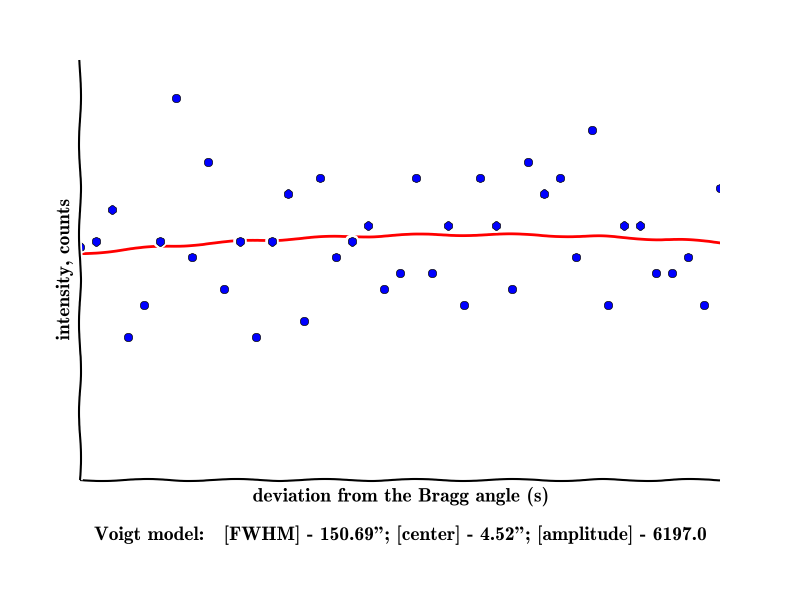 intensity, counts
deviation from the Bragg angle (s)
Voigt model: [FWHM] - 150.69”; [center] - 4.52”; [amplitude] - 6197.0